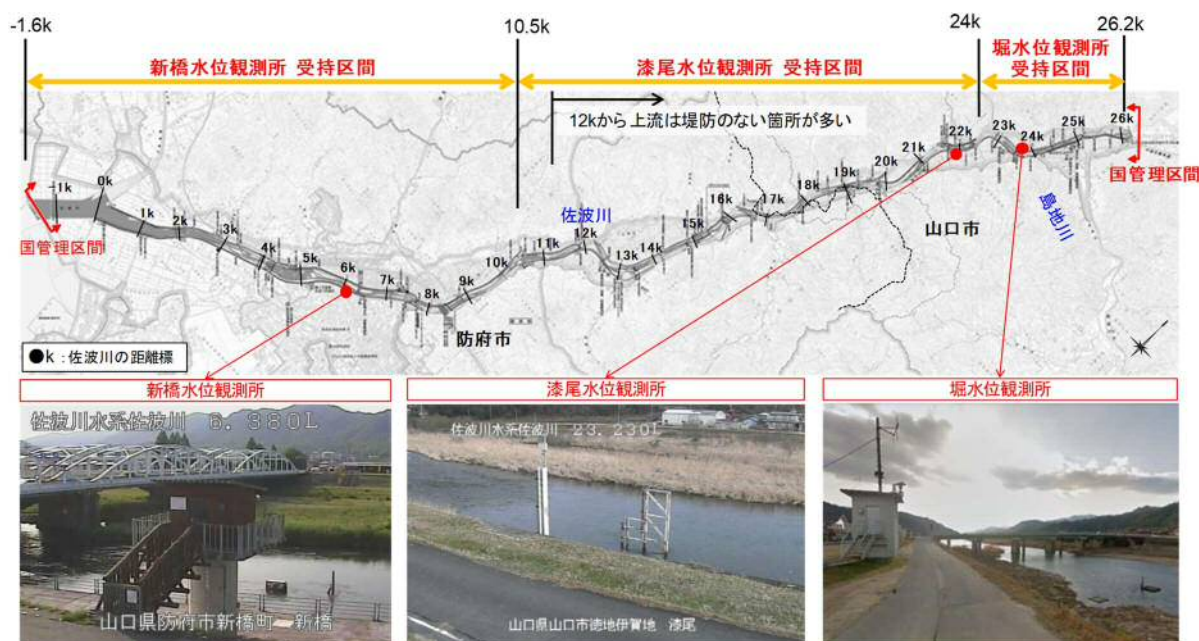 -1.6k
10.5k
24k
26.2k
新橋水位観測所 受持区間
漆尾水位観測所 受持区間
堀水位観測所
受持区間
12kから上流は堤防のない箇所が多い
国管理区間
-1k
0k
1k
2k
3k
4k
5k
6k
7k
8k
9k
10k
11k
12k
13k
14k
15k
16k
17k
18k
19k
20k
21k
22k
23k
24k
25k
26k
国管理区間
佐波川
島地川
防府市
山口市
●k :佐波川の距離標
新橋水位観測所
漆尾水位観測所
堀水位観測所
佐波川水系佐波川 6.880L
山口県防府市新橋町 新橋
佐波川水系佐波川 23.230L
山口県山口市徳地伊賀地 漆尾